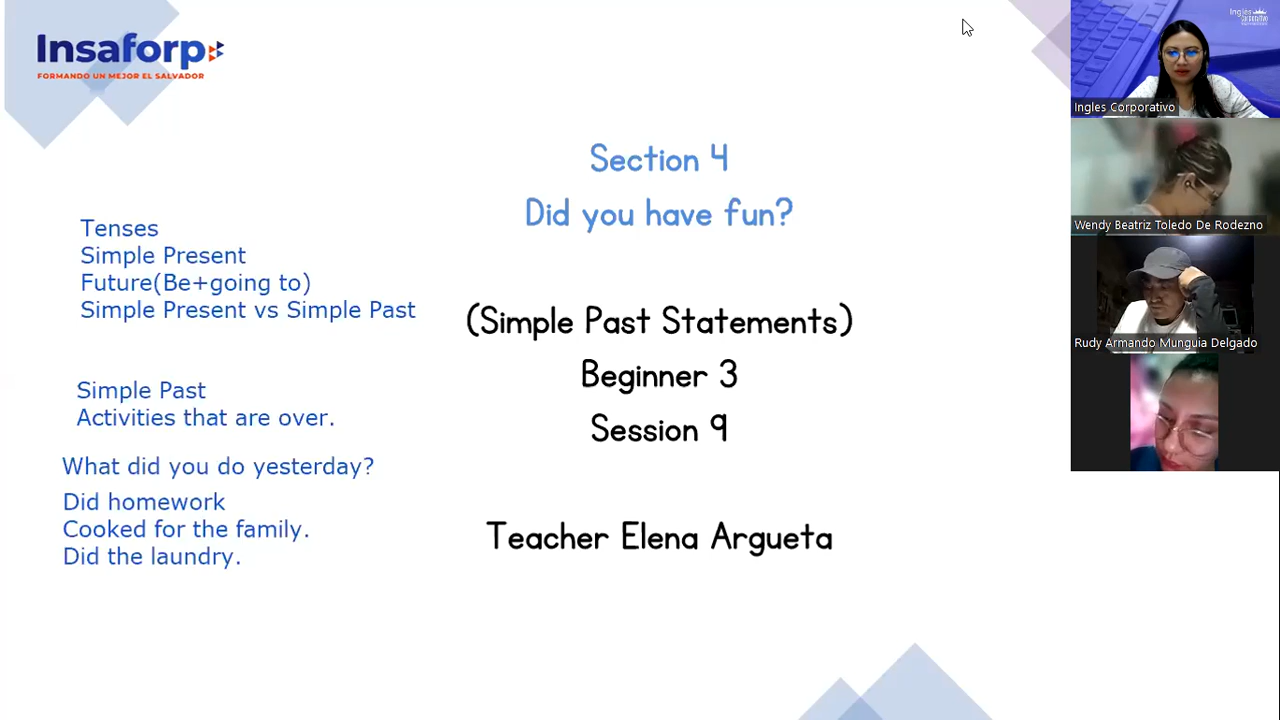 Insaforp
FORMANDO UN MEJOR EL SALVADOR
Section 4
Did you have fun?
(Simple Past Statements)
Beginner 3
Session 9
Teacher Elena Argueta
Tenses
Simple Present
Future(Be+going to)
Simple Present vs Simple Past
Simple Past
Activities that are over.
What did you do yesterday?
Did homework
Cooked for the family.
Did the laundry.
Ingles
Ingles Corporativo
Wendy Beatriz Toledo De Rodezno
Rudy Armando Munguia Delgado